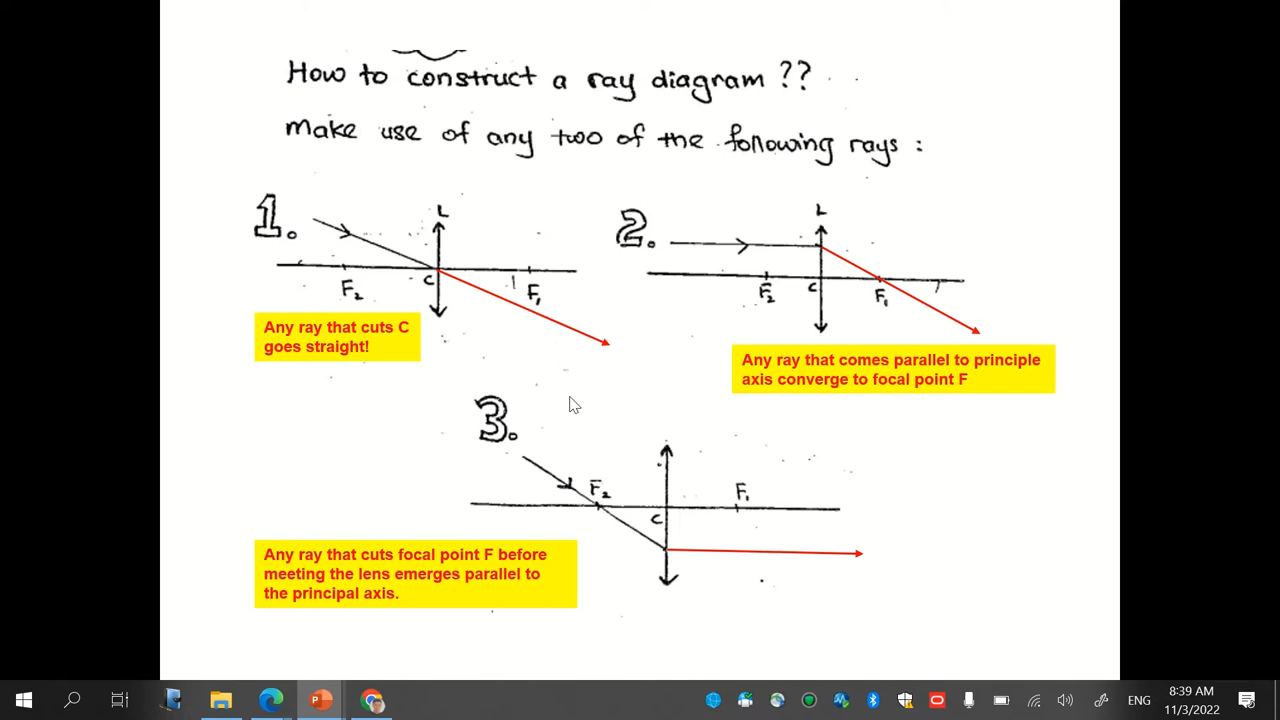 How to construct a ray diagram ??
Make use of any two of the following rays :
1.
L
F₂
C
F₁
Any ray that cuts C
goes straight!
2.
L
F₂
C
F₁
Any ray that comes parallel to principle
axis converge to focal point F
3.
F₂
F₁
C
Any ray that cuts focal point F before
meeting the lens emerges parallel to
the principal axis.
ENG
8:39 AM
11/3/2022